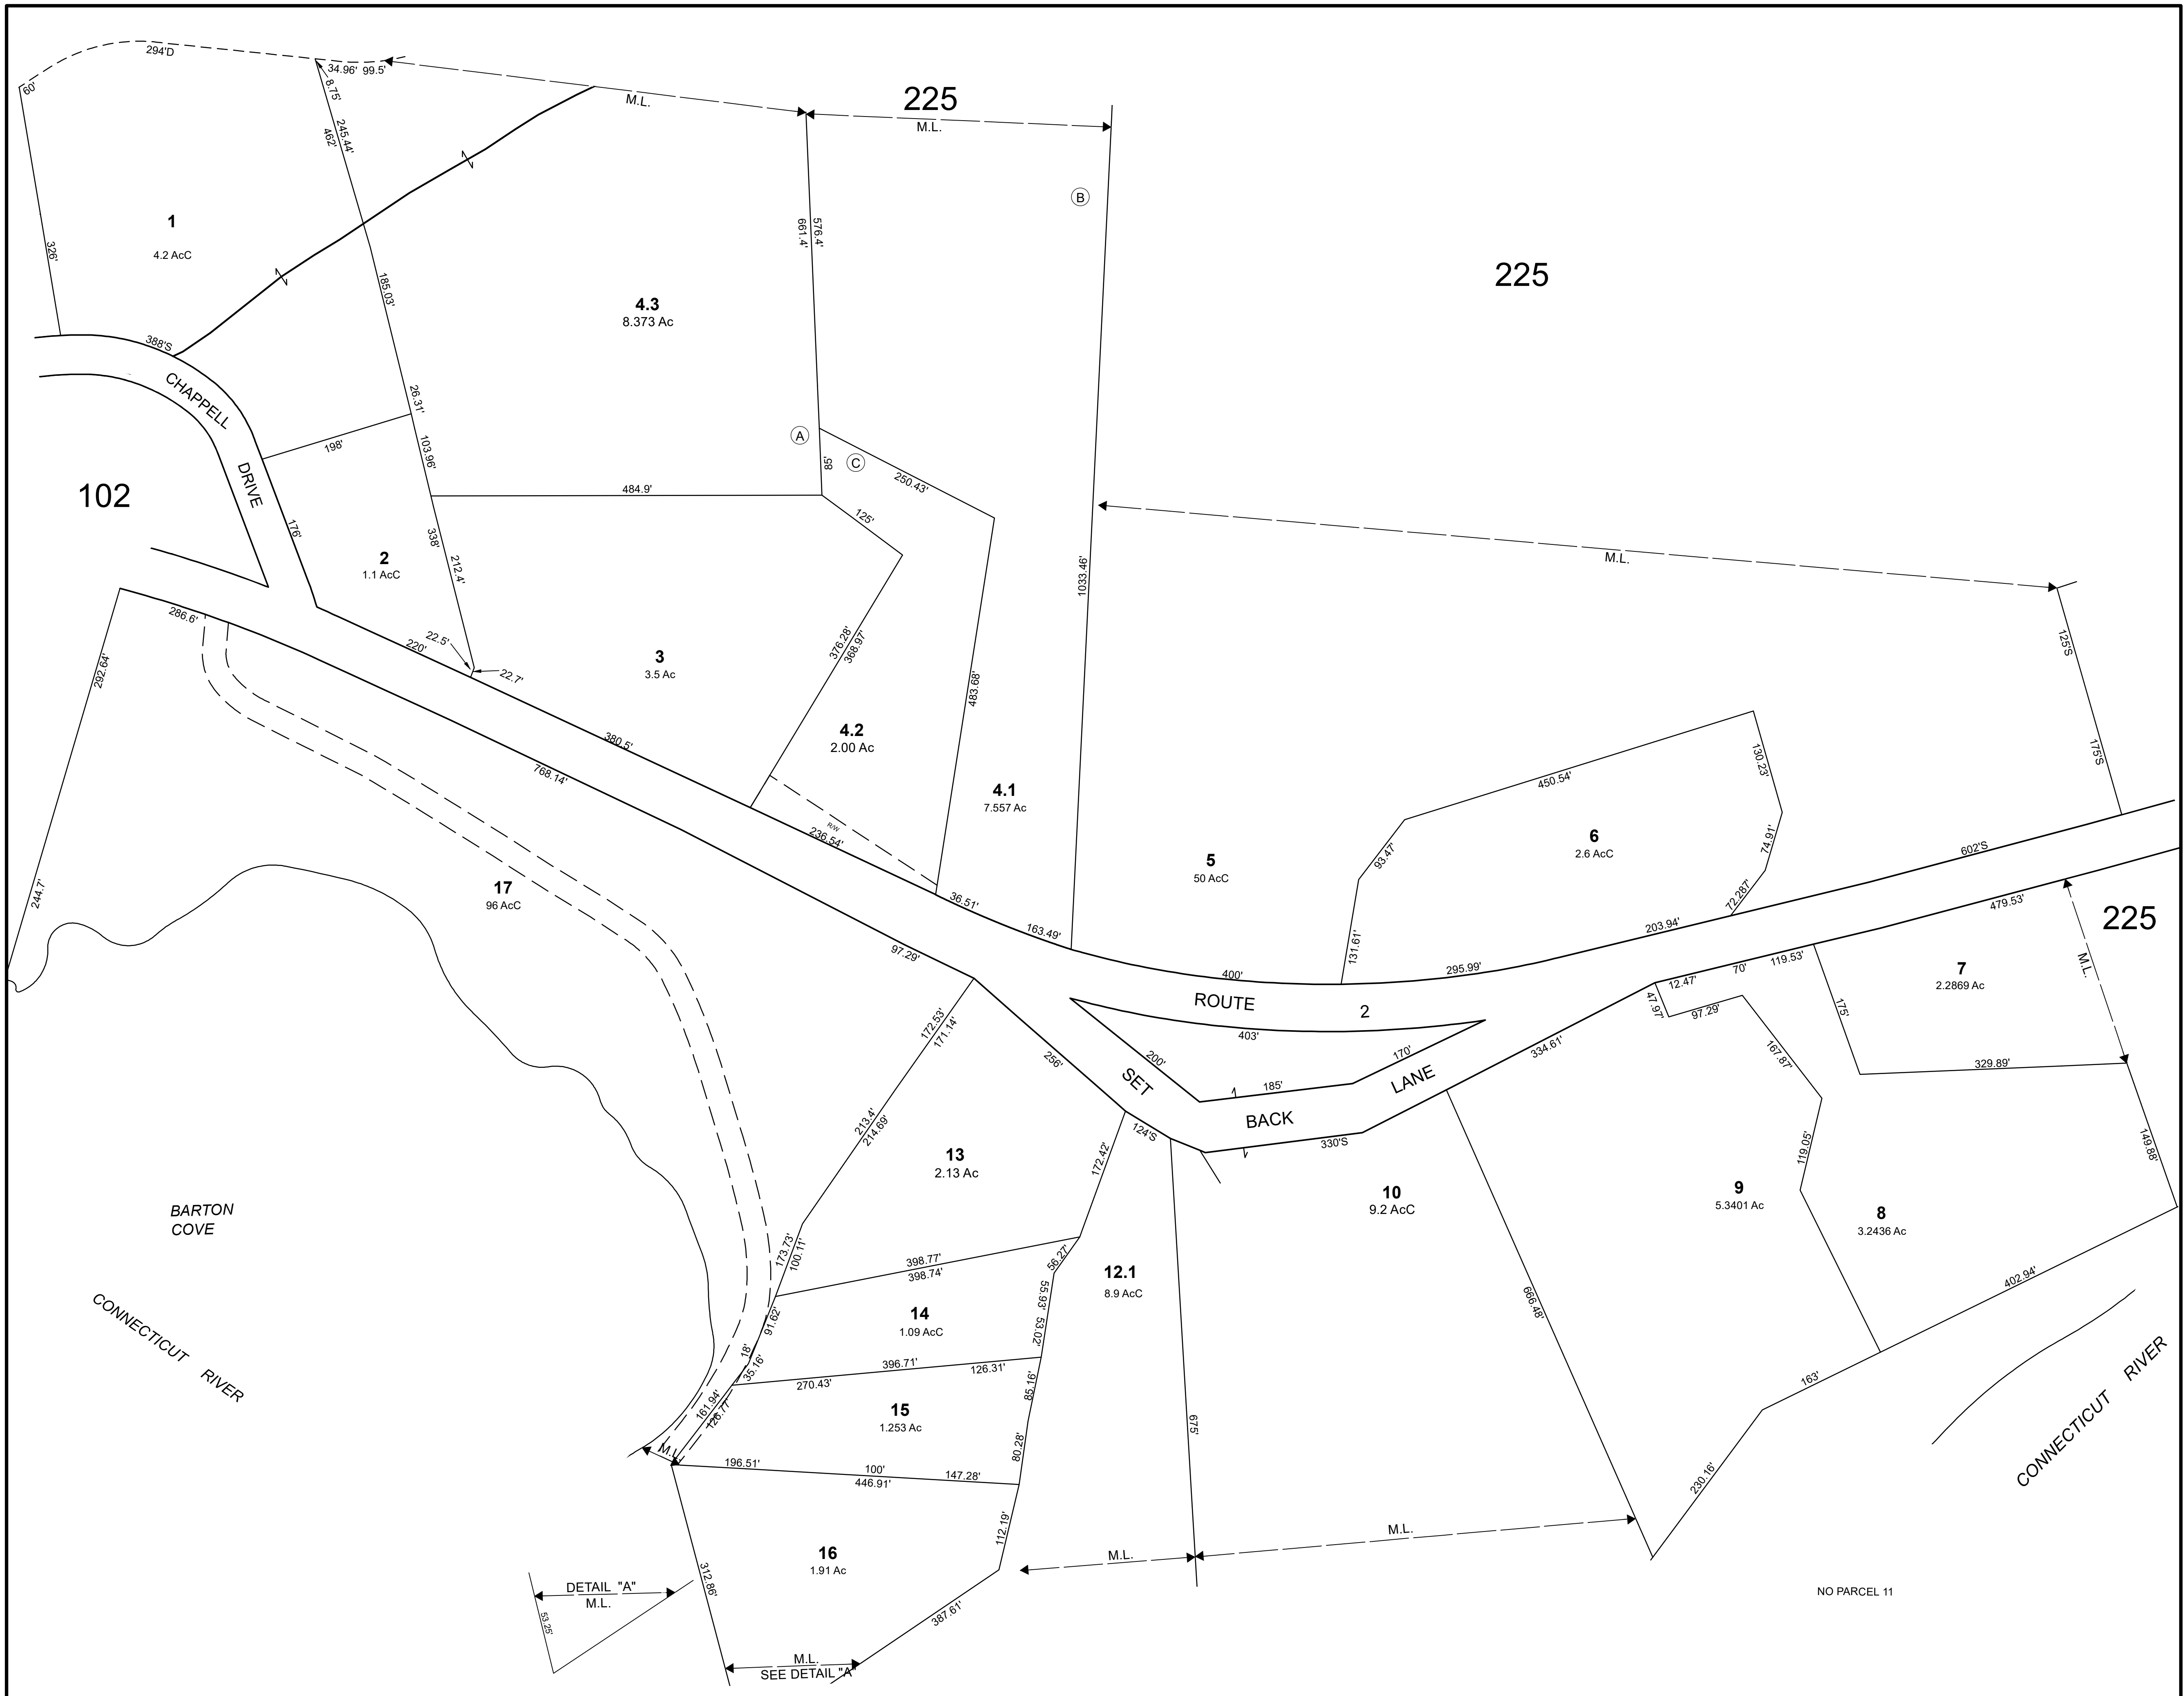 294'D
60'
34.96' 99.5'
8.75'
245.44'
462'
M.L.
225
M.L.
B
326'
1
4.2 AcC
661.4'
576.4'
225
185.03'
4.3
8.373 Ac
388'S
CHAPPELL
DRIVE
26.31'
198'
103.96'
A
85'
C
250.43'
102
484.9'
125'
176'
338'
212.4'
2
1.1 AcC
1033.46'
M.L.
286.6'
220'
22.5'
22.7'
125'S
292.64'
3
3.5 Ac
376.28'
368.97'
483.68'
4.2
2.00 Ac
175'S
380.5'
768.14'
130.23'
450.54'
4.1
7.557 Ac
R/W
236.54'
6
2.6 AcC
74.91'
93.47'
602'S
5
50 AcC
17
96 AcC
244.7'
72.287'
36.51'
163.49'
203.94'
479.53'
225
97.29'
131.61'
400'
295.99'
119.53'
70'
12.47'
M.L.
7
2.2869 Ac
ROUTE
2
47.97'
97.29'
175'
172.53'
171.14'
403'
256'
200'
170'
334.61'
167.87'
329.89'
SET
LANE
185'
BACK
213.4'
214.69'
124'S
330'S
119.05'
149.88'
13
2.13 Ac
172.42'
10
9.2 AcC
9
5.3401 Ac
8
3.2436 Ac
BARTON
COVE
173.73'
100.11'
398.77'
398.74'
56.27'
12.1
8.9 AcC
402.94'
CONNECTICUT RIVER
91.62'
14
1.09 AcC
55.93' 53.02'
666.48'
18'
35.16'
396.71'
126.31'
270.43'
85.16'
163'
CONNECTICUT RIVER
161.94'
126.77'
15
1.253 Ac
675'
80.28'
M.L.
196.51'
100'
147.28'
446.91'
230.16'
112.19'
M.L.
M.L.
16
1.91 Ac
312.86'
DETAIL "A"
M.L.
53.25'
NO PARCEL 11
387.61'
M.L.
SEE DETAIL "A"